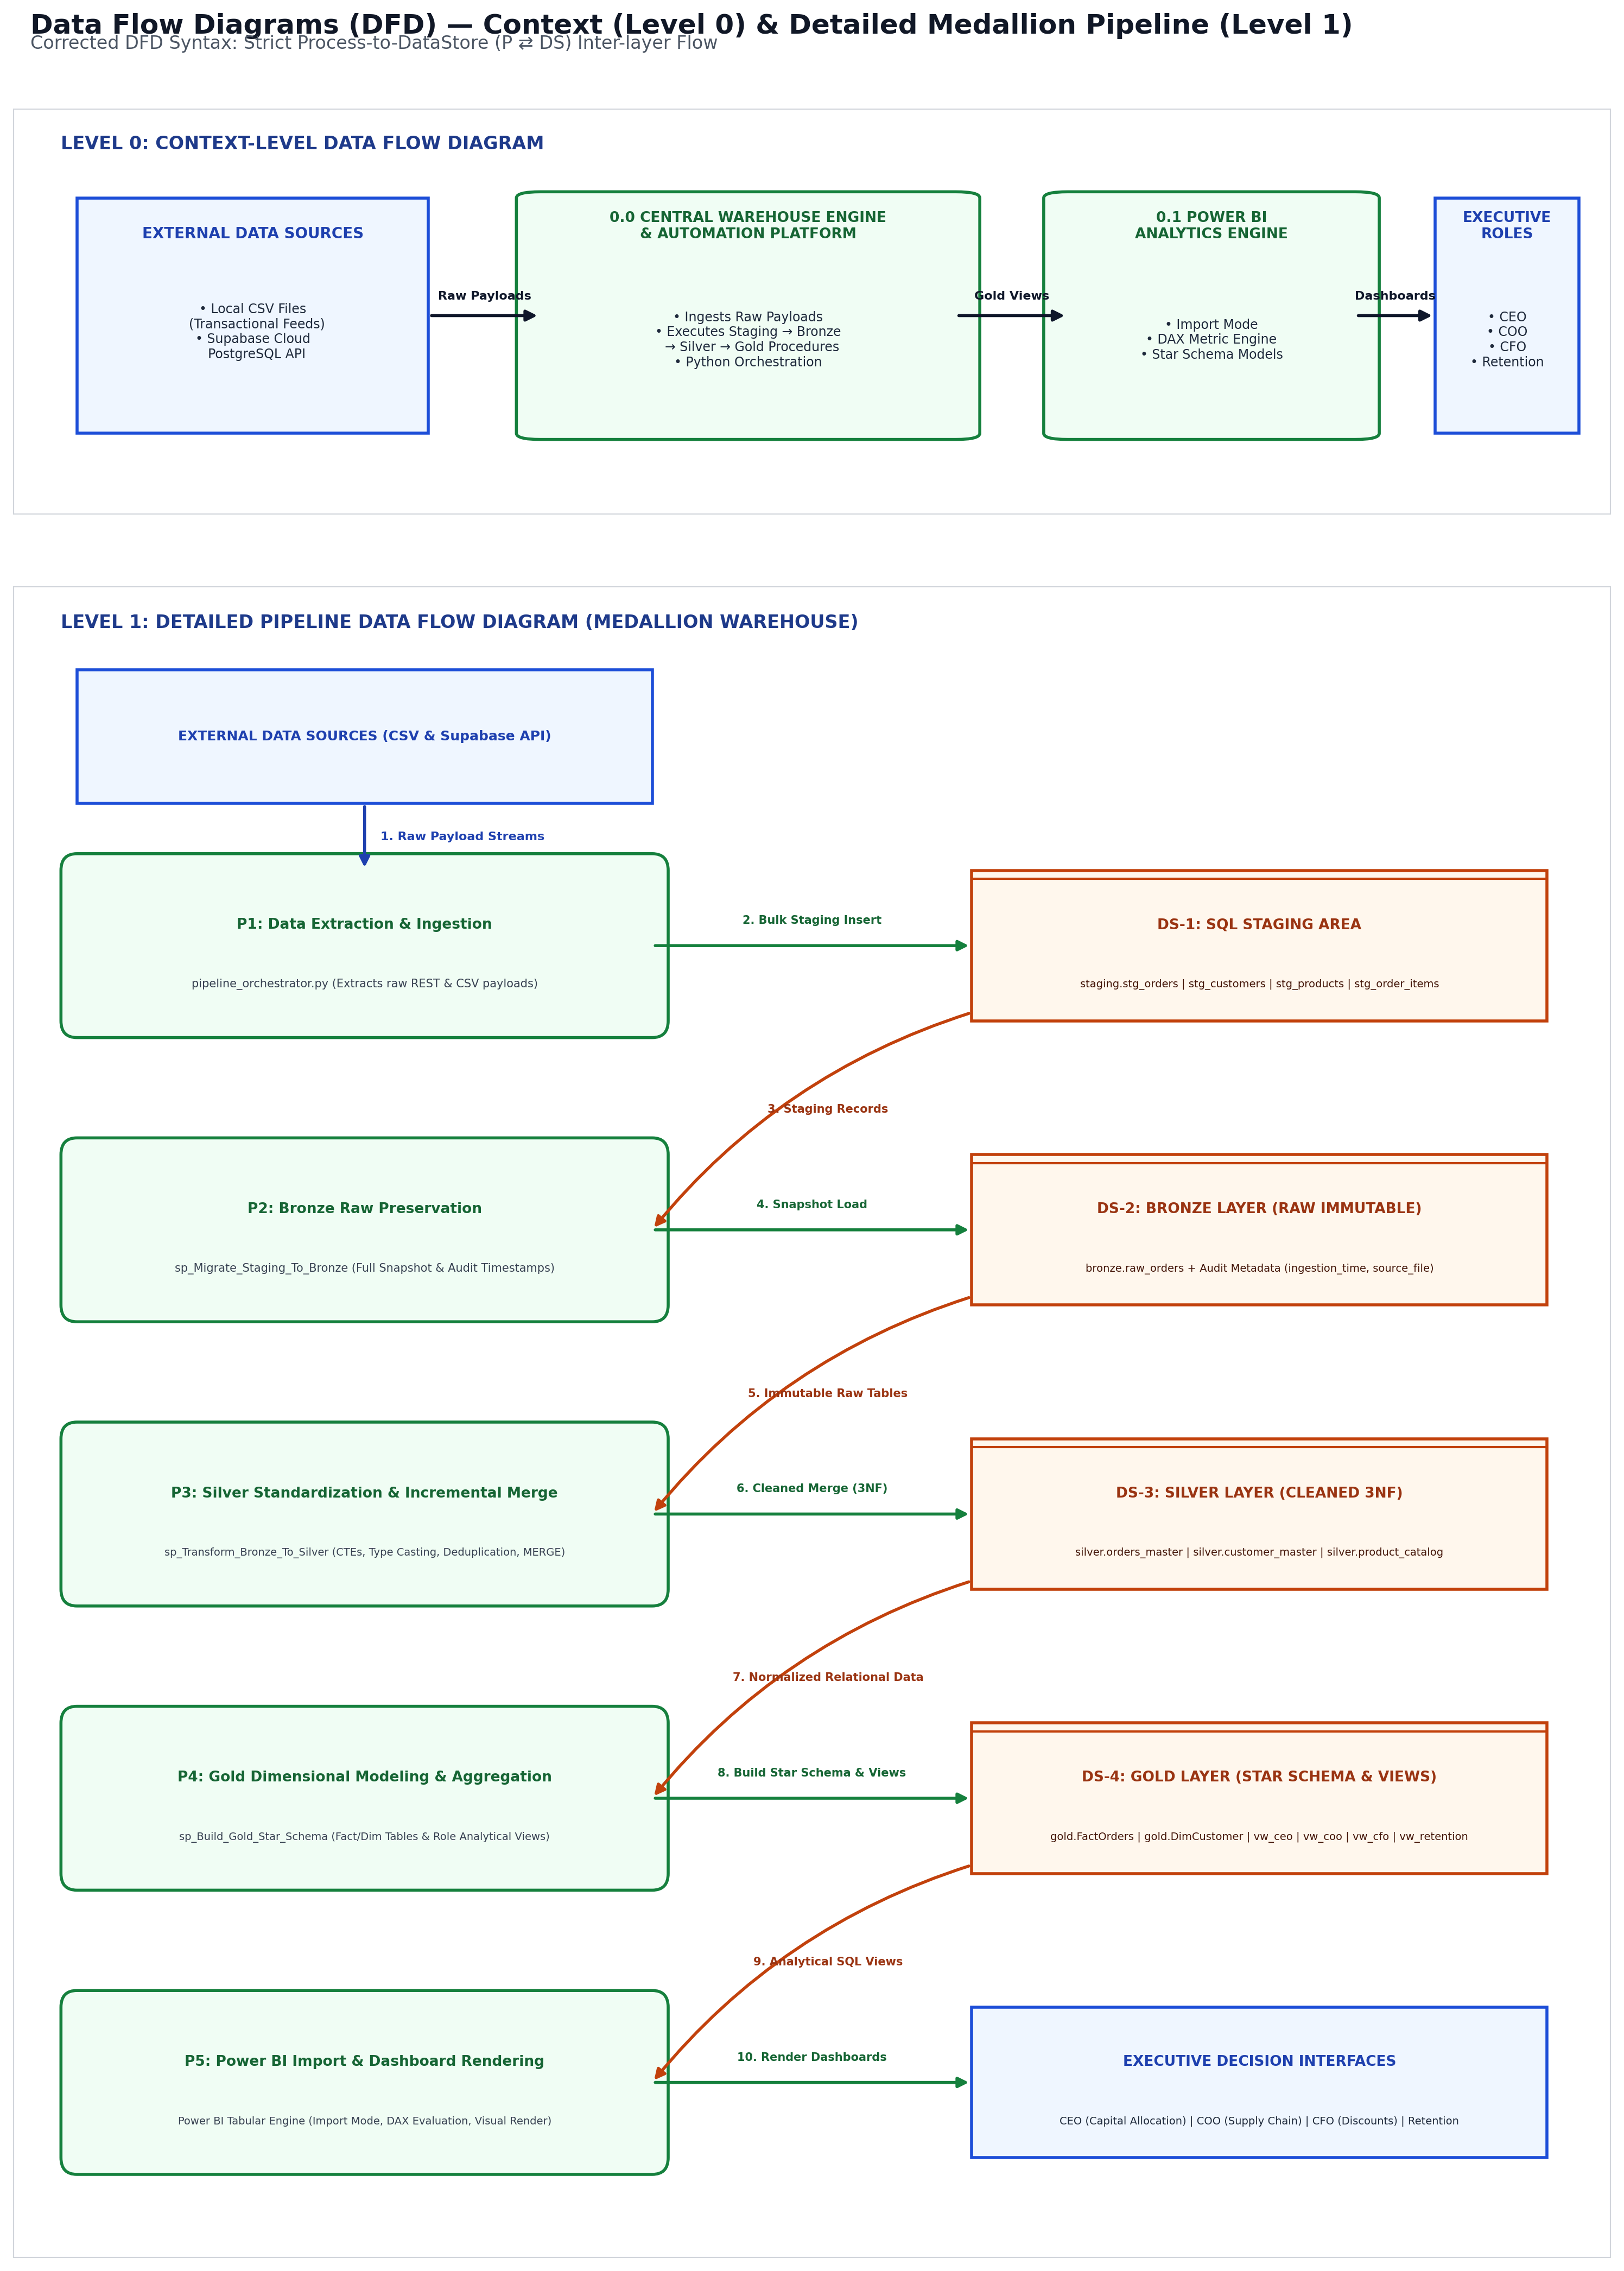 Data Flow Diagrams (DFD) — Context (Level 0) & Detailed Medallion Pipeline (Level 1)
Corrected DFD Syntax: Strict Process-to-DataStore (P ⇄ DS) Inter-layer Flow
LEVEL 0: CONTEXT-LEVEL DATA FLOW DIAGRAM
EXTERNAL DATA SOURCES
• Local CSV Files
(Transactional Feeds)
• Supabase Cloud
PostgreSQL API
Raw Payloads
0.0 CENTRAL WAREHOUSE ENGINE
& AUTOMATION PLATFORM
• Ingests Raw Payloads
• Executes Staging → Bronze
→ Silver → Gold Procedures
• Python Orchestration
Gold Views
0.1 POWER BI
ANALYTICS ENGINE
• Import Mode
• DAX Metric Engine
• Star Schema Models
Dashboards
EXECUTIVE
ROLES
• CEO
• COO
• CFO
• Retention
LEVEL 1: DETAILED PIPELINE DATA FLOW DIAGRAM (MEDALLION WAREHOUSE)
EXTERNAL DATA SOURCES (CSV & Supabase API)
1. Raw Payload Streams
P1: Data Extraction & Ingestion
pipeline_orchestrator.py (Extracts raw REST & CSV payloads)
2. Bulk Staging Insert
DS-1: SQL STAGING AREA
staging.stg_orders | stg_customers | stg_products | stg_order_items
3. Staging Records
P2: Bronze Raw Preservation
sp_Migrate_Staging_To_Bronze (Full Snapshot & Audit Timestamps)
4. Snapshot Load
DS-2: BRONZE LAYER (RAW IMMUTABLE)
bronze.raw_orders + Audit Metadata (ingestion_time, source_file)
5. Immutable Raw Tables
P3: Silver Standardization & Incremental Merge
sp_Transform_Bronze_To_Silver (CTEs, Type Casting, Deduplication, MERGE)
6. Cleaned Merge (3NF)
DS-3: SILVER LAYER (CLEANED 3NF)
silver.orders_master | silver.customer_master | silver.product_catalog
7. Normalized Relational Data
P4: Gold Dimensional Modeling & Aggregation
sp_Build_Gold_Star_Schema (Fact/Dim Tables & Role Analytical Views)
8. Build Star Schema & Views
DS-4: GOLD LAYER (STAR SCHEMA & VIEWS)
gold.FactOrders | gold.DimCustomer | vw_ceo | vw_coo | vw_cfo | vw_retention
9. Analytical SQL Views
P5: Power BI Import & Dashboard Rendering
Power BI Tabular Engine (Import Mode, DAX Evaluation, Visual Render)
10. Render Dashboards
EXECUTIVE DECISION INTERFACES
CEO (Capital Allocation) | COO (Supply Chain) | CFO (Discounts) | Retention